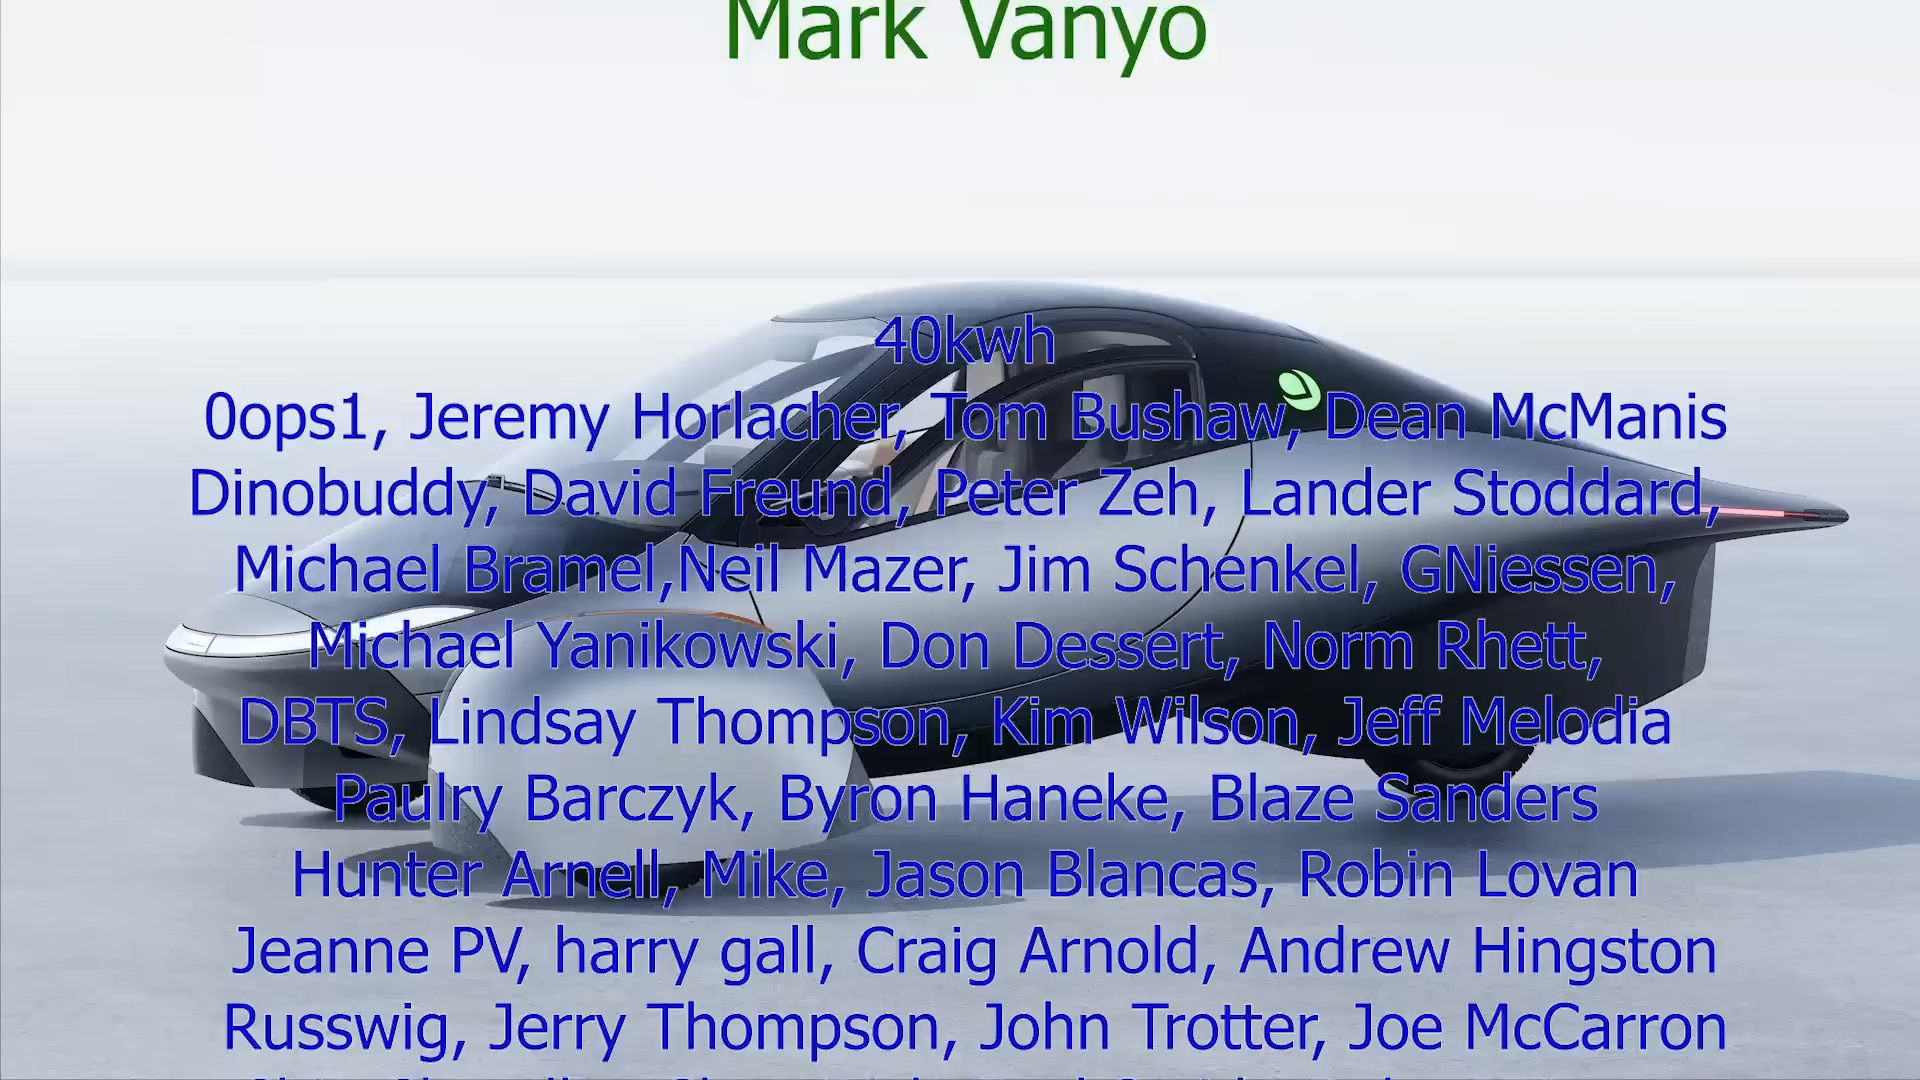 Mark Vanyo
40kwh
0ops1, Jeremy Horlacher, Tom Bushaw, Dean McManis
Dinobuddy, David Freund, Peter Zeh, Lander Stoddard,
Michael Bramel,Neil Mazer, Jim Schenkel, GNiessen,
Michael Yanikowski, Don Dessert, Norm Rhett,
DBTS, Lindsay Thompson, Kim Wilson, Jeff Melodia
Paulry Barczyk, Byron Haneke, Blaze Sanders
Hunter Arnell, Mike, Jason Blancas, Robin Lovan
Jeanne PV, harry gall, Craig Arnold, Andrew Hingston
Russwig, Jerry Thompson, John Trotter, Joe McCarron